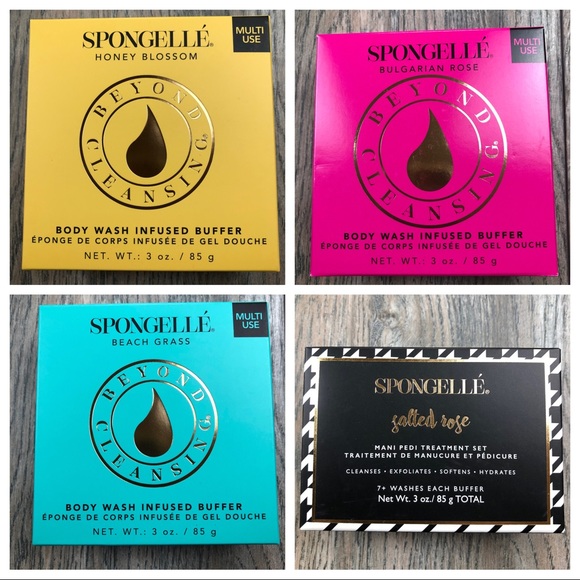 SPONGELLÉ®
HONEY BLOSSOM
MULTI
USE
BEYOND
CLEANSING®
BODY WASH INFUSED BUFFER
ÉPONGE DE CORPS INFUSÉE DE GEL DOUCHE
NET. WT.: 3 oz. / 85 g
SPONGELLÉ®
BULGARIAN ROSE
MULTI
USE
BEYOND
CLEANSING®
BODY WASH INFUSED BUFFER
ÉPONGE DE CORPS INFUSÉE DE GEL DOUCHE
NET. WT.: 3 oz. / 85 g
SPONGELLÉ®
BEACH GRASS
MULTI
USE
BEYOND
CLEANSING®
BODY WASH INFUSED BUFFER
ÉPONGE DE CORPS INFUSÉE DE GEL DOUCHE
NET. WT.: 3 oz. / 85 g
SPONGELLÉ®
salted rose
MANI PEDI TREATMENT SET
TRAITEMENT DE MANUCURE ET PÉDICURE
CLEANSES • EXFOLIATES • SOFTENS • HYDRATES
7+ WASHES EACH BUFFER
Net Wt. 3 oz./ 85 g TOTAL